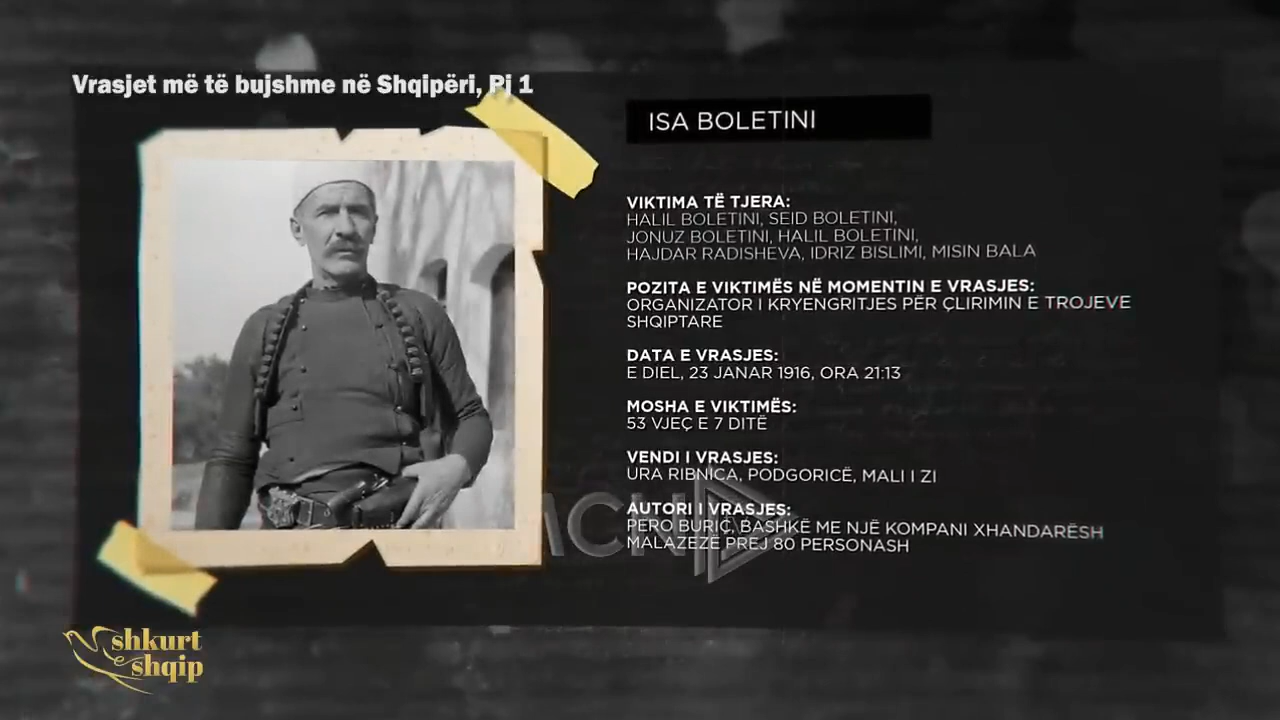 Vrasjet më të bujshme në Shqipëri, Pj 1
ISA BOLETINI
VIKTIMA TË TJERA:
HALIL BOLETINI, SEID BOLETINI,
JONUZ BOLETINI, HALIL BOLETINI,
HAJDAR RADISHEVA, IDRIZ BISLIMI, MISIN BALA
POZITA E VIKTIMËS NË MOMENTIN E VRASJES:
ORGANIZATOR I KRYENGRITJES PËR ÇLIRIMIN E TROJEVE
SHQIPTARE
DATA E VRASJES:
E DIEL, 23 JANAR 1916, ORA 21:13
MOSHA E VIKTIMËS:
53 VJEÇ E 7 DITË
VENDI I VRASJES:
URA RIBNICA, PODGORICË, MALI I ZI
AUTORI I VRASJES:
PERO BURIĆ, BASHKË ME NJË KOMPANI XHANDARËSH
MALAZEZË PREJ 80 PERSONASH
MCN
shkurt
e
shqip